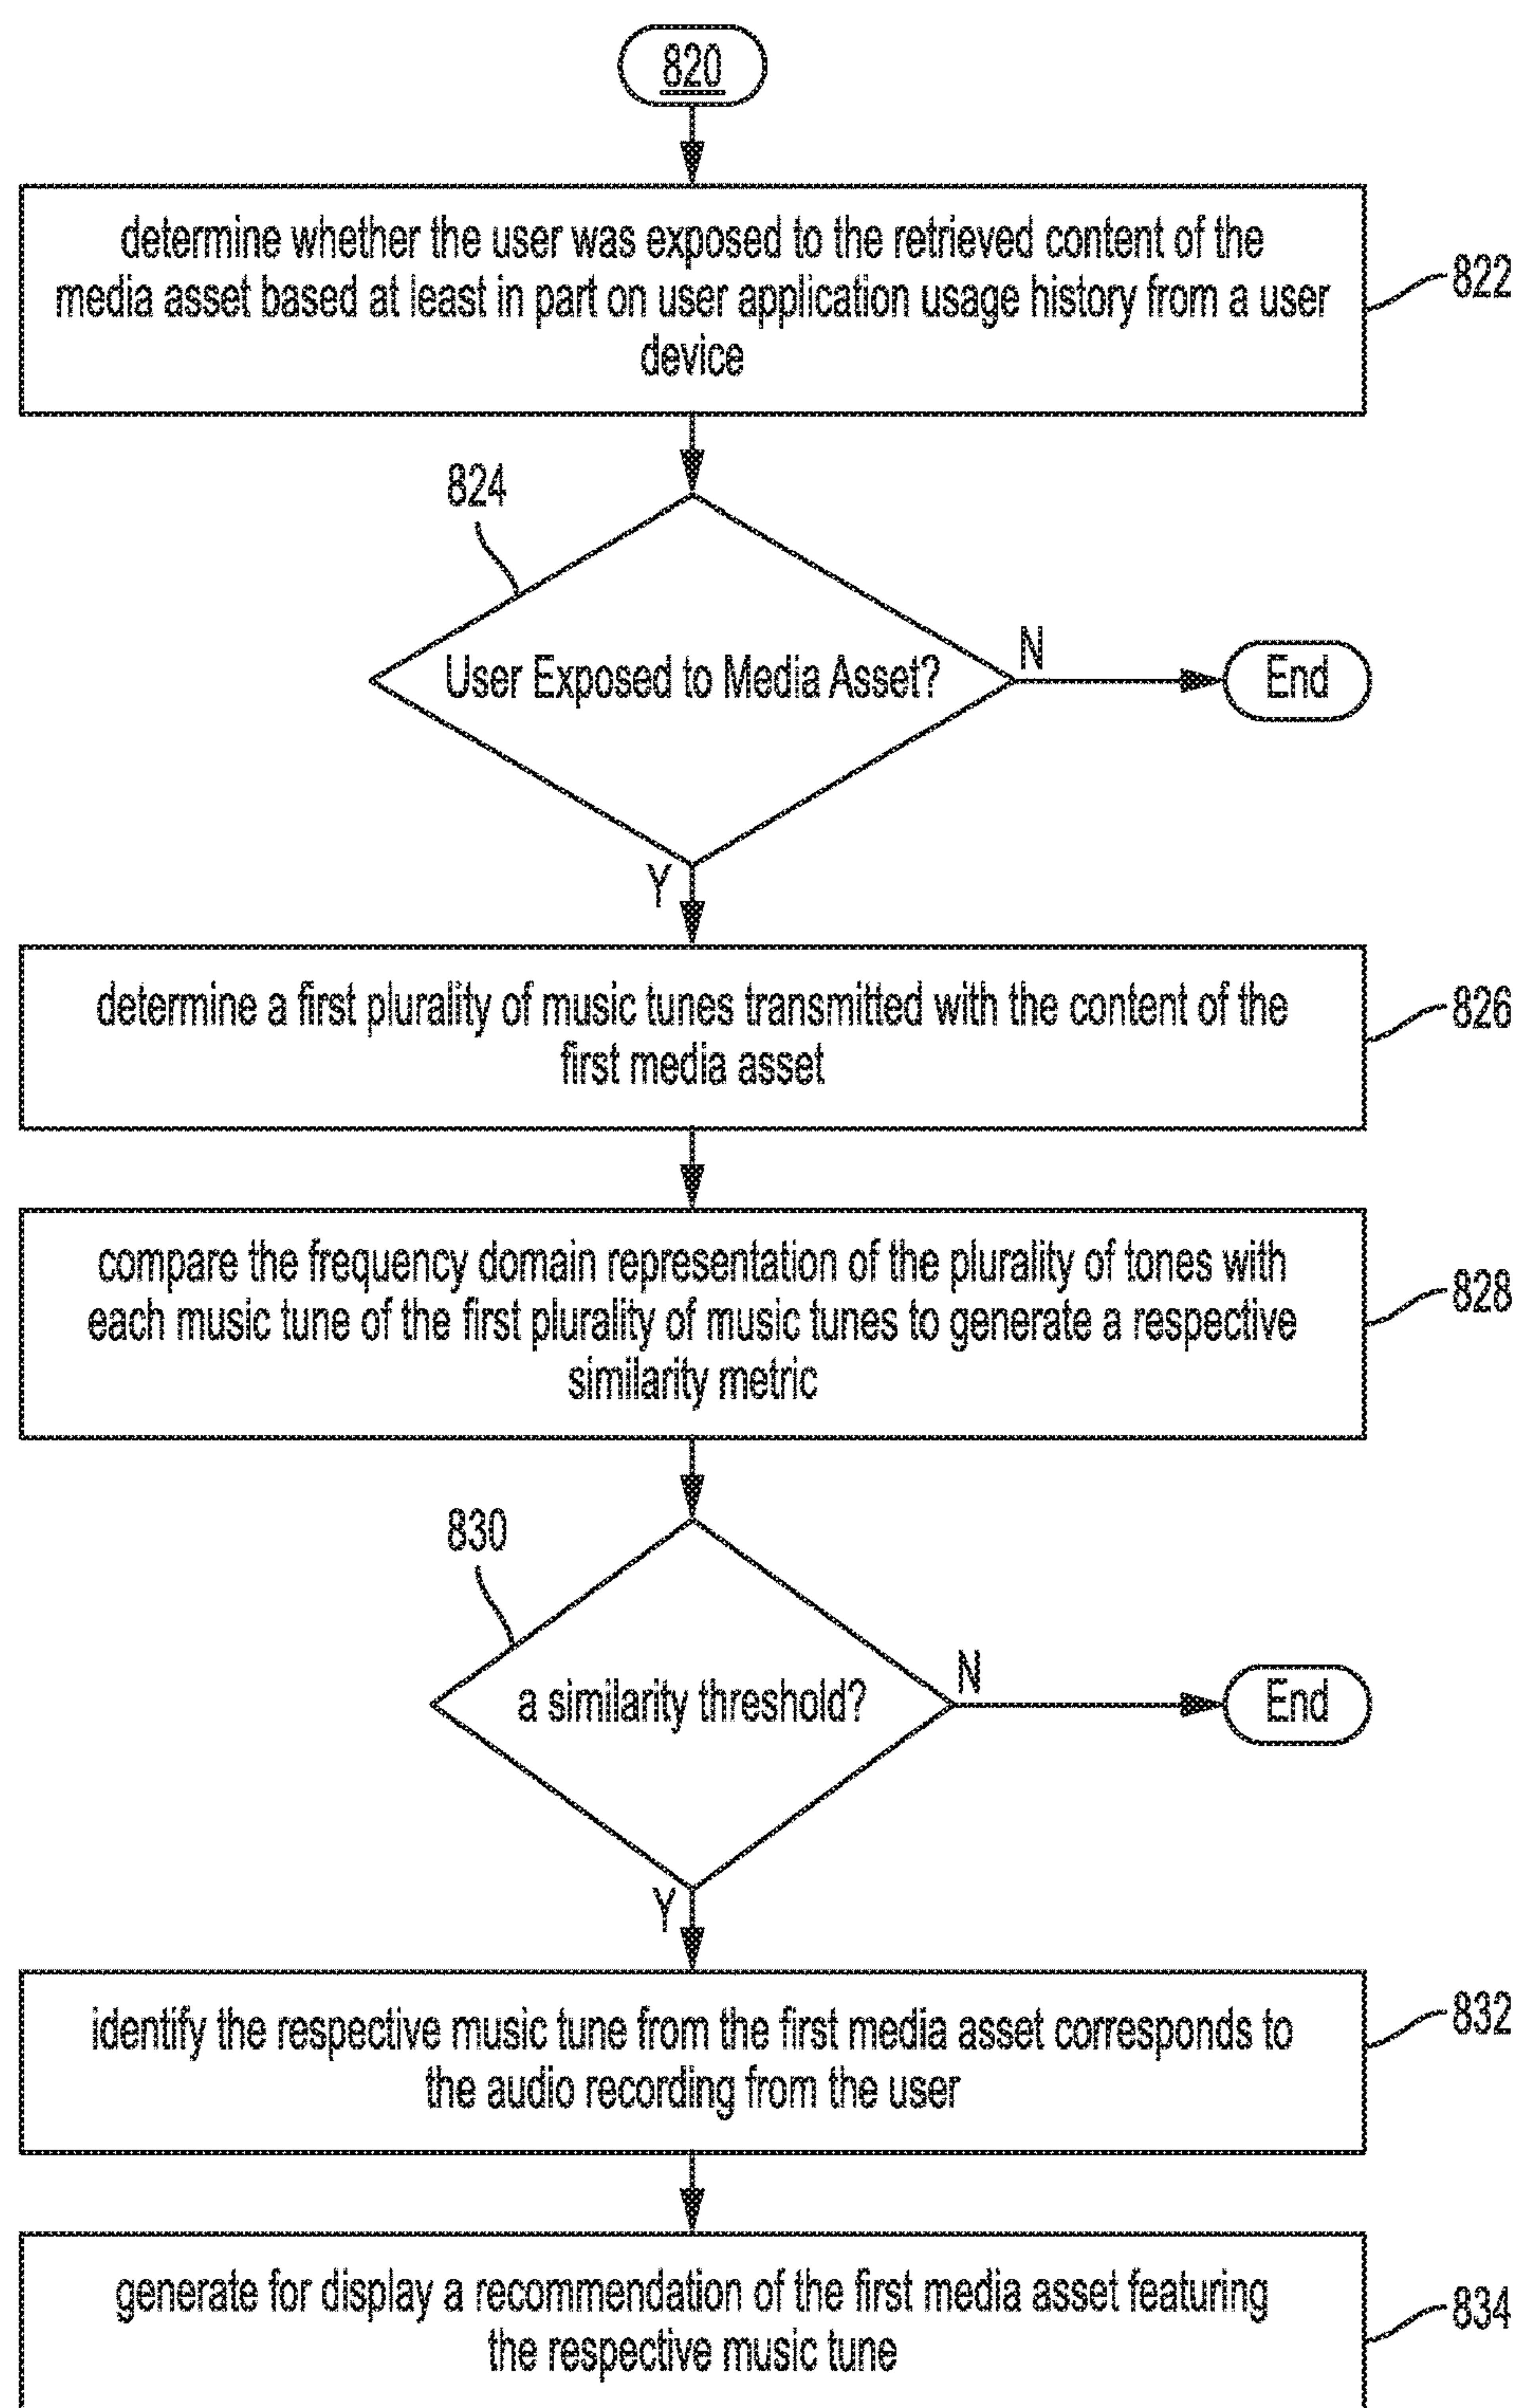 820
determine whether the user was exposed to the retrieved content of the
media asset based at least in part on user application usage history from a user
device
822
824
User Exposed to Media Asset?
N
End
Y
determine a first plurality of music tunes transmitted with the content of the
first media asset
826
compare the frequency domain representation of the plurality of tones with
each music tune of the first plurality of music tunes to generate a respective
similarity metric
828
830
a similarity threshold?
N
End
Y
identify the respective music tune from the first media asset corresponds to
the audio recording from the user
832
generate for display a recommendation of the first media asset featuring
the respective music tune
834